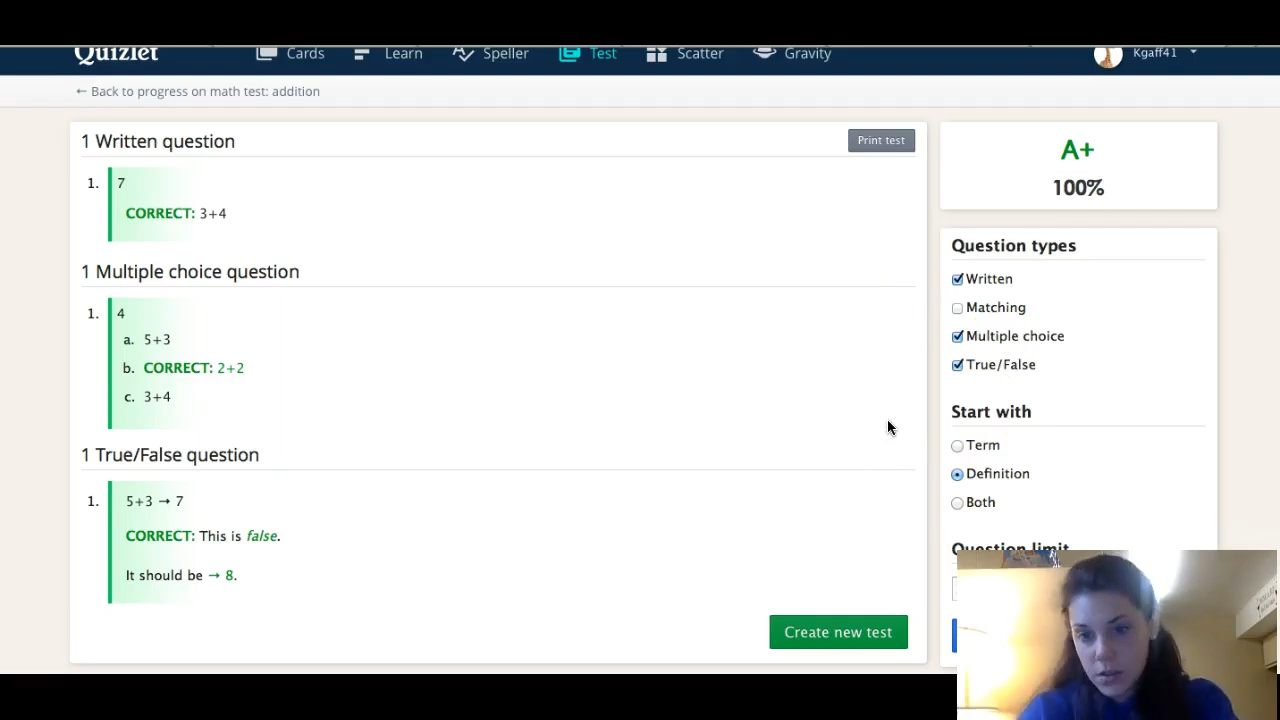 Quizlet
Cards
Learn
Speller
Test
Scatter
Gravity
Kgaff41
← Back to progress on math test: addition
1 Written question
Print test
1. 7
CORRECT: 3+4
1 Multiple choice question
1. 4
a. 5+3
b. CORRECT: 2+2
c. 3+4
1 True/False question
1. 5+3 → 7
CORRECT: This is false.
It should be → 8.
Create new test
A+
100%
Question types
Written
Matching
Multiple choice
True/False
Start with
Term
Definition
Both
Question limit